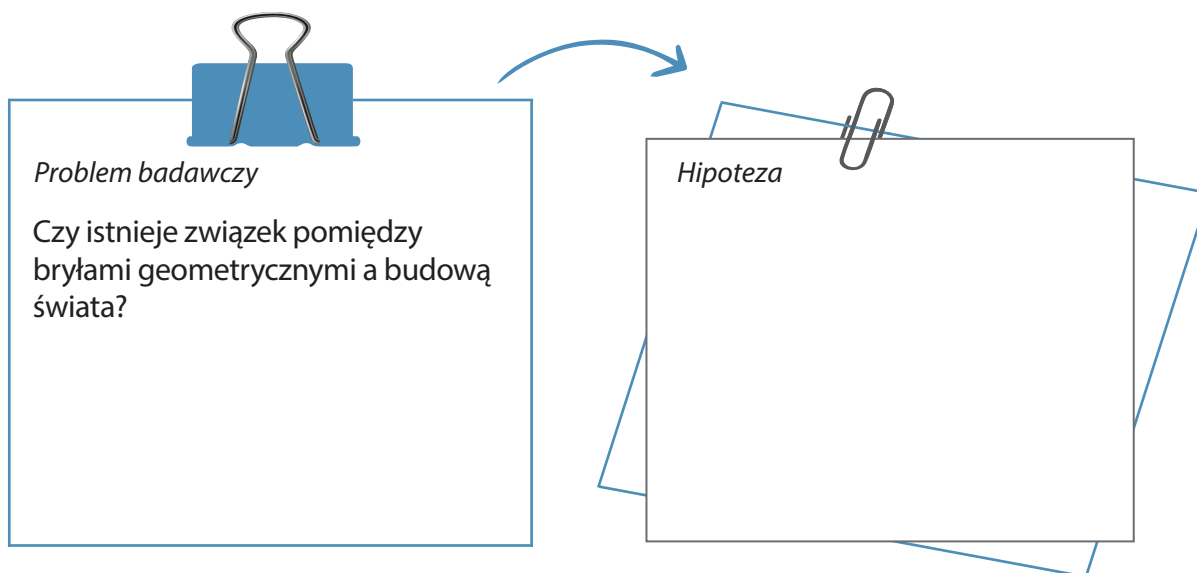 Problem badawczy
Czy istnieje związek pomiędzy
bryłami geometrycznymi a budową
świata?
Hipoteza